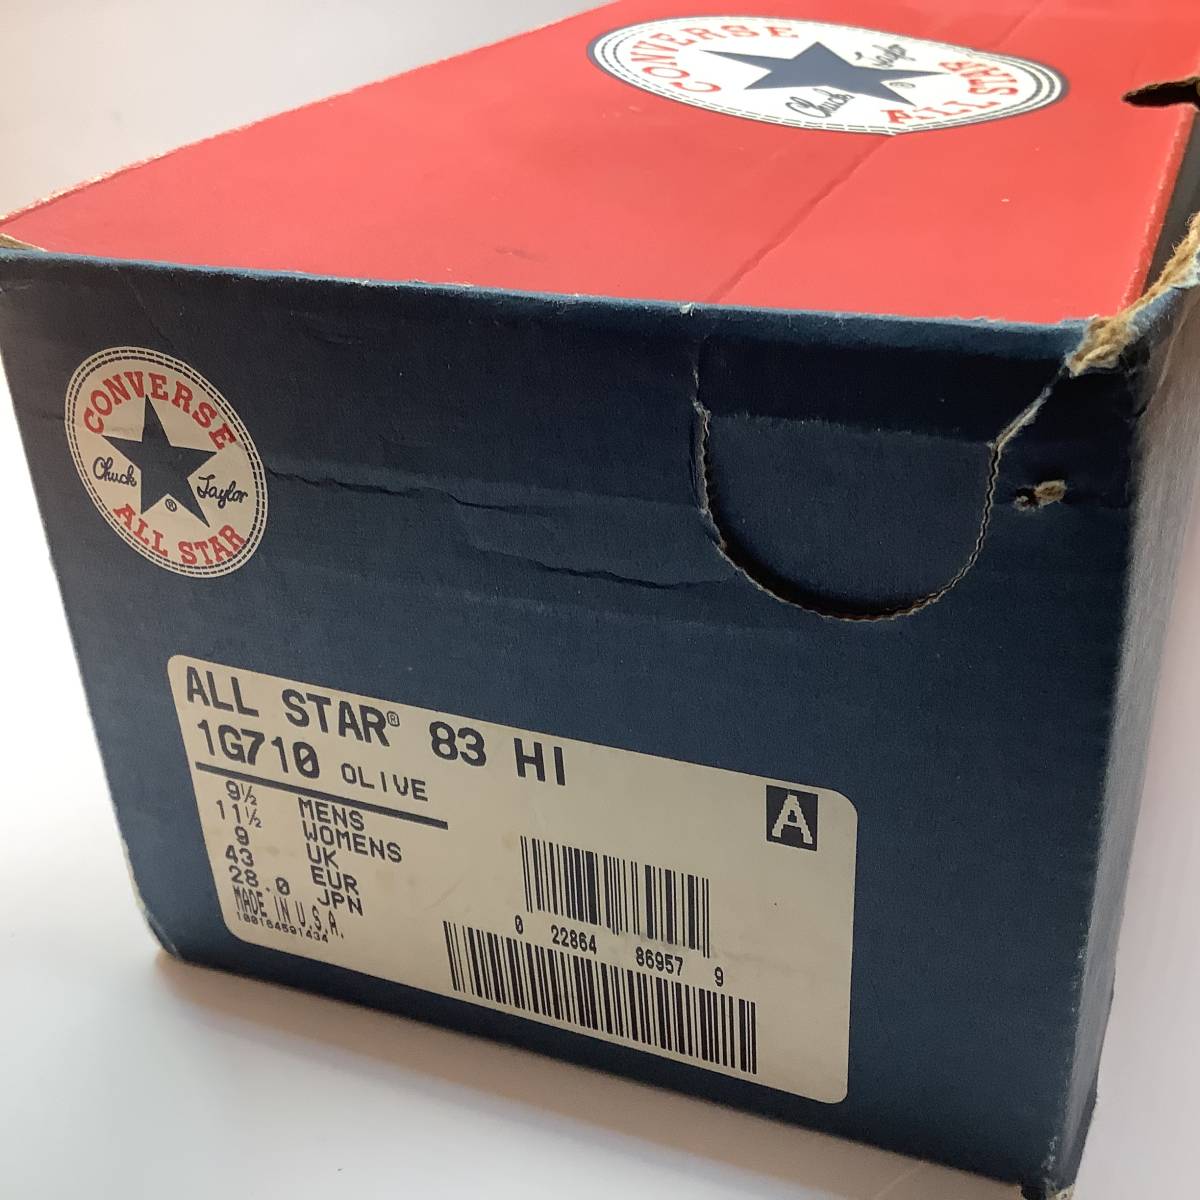 CONVERSE
Chuck Taylor
®
ALL STAR
CONVERSE
Chuck Taylor
®
ALL STAR
ALL STAR® 83 HI
1G710 OLIVE
A
9½ MENS
11½ WOMENS
9 UK
43 EUR
28.0 JPN
MADE IN U.S.A.
100164591434
0 22864 86957 9